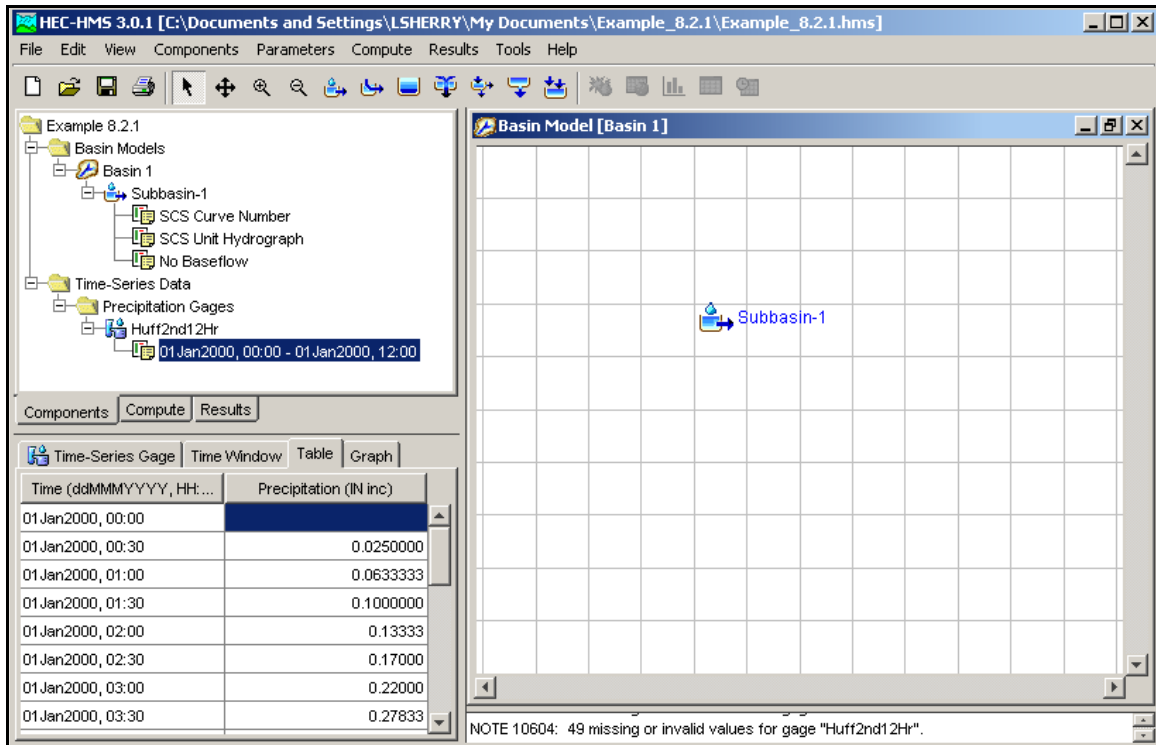 HEC-HMS 3.0.1 [C:\Documents and Settings\LSHERRY\My Documents\Example_8.2.1\Example_8.2.1.hms]
File Edit View Components Parameters Compute Results Tools Help
Example 8.2.1
Basin Models
Basin 1
Subbasin-1
SCS Curve Number
SCS Unit Hydrograph
No Baseflow
Time-Series Data
Precipitation Gages
Huff2nd12Hr
01Jan2000, 00:00 - 01Jan2000, 12:00
Components Compute Results
Time-Series Gage Time Window Table Graph
Time (ddMMMYYYY, HH:... Precipitation (IN inc)
01Jan2000, 00:00
01Jan2000, 00:30 0.0250000
01Jan2000, 01:00 0.0633333
01Jan2000, 01:30 0.1000000
01Jan2000, 02:00 0.13333
01Jan2000, 02:30 0.17000
01Jan2000, 03:00 0.22000
01Jan2000, 03:30 0.27833
Basin Model [Basin 1]
Subbasin-1
NOTE 10604: 49 missing or invalid values for gage "Huff2nd12Hr".